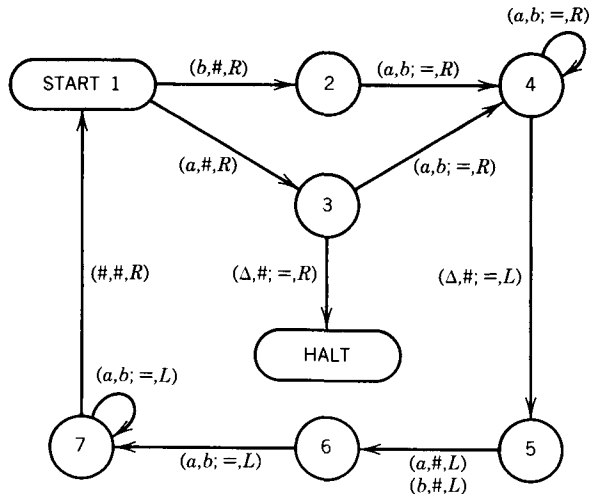 (a,b; =,R)
START 1
(b,#,R)
2
(a,b; =,R)
4
(a,#,R)
3
(a,b; =,R)
(#,#,R)
(Δ,#; =,R)
(Δ,#; =,L)
HALT
(a,b; =,L)
7
(a,b; =,L)
6
(a,#,L)
(b,#,L)
5